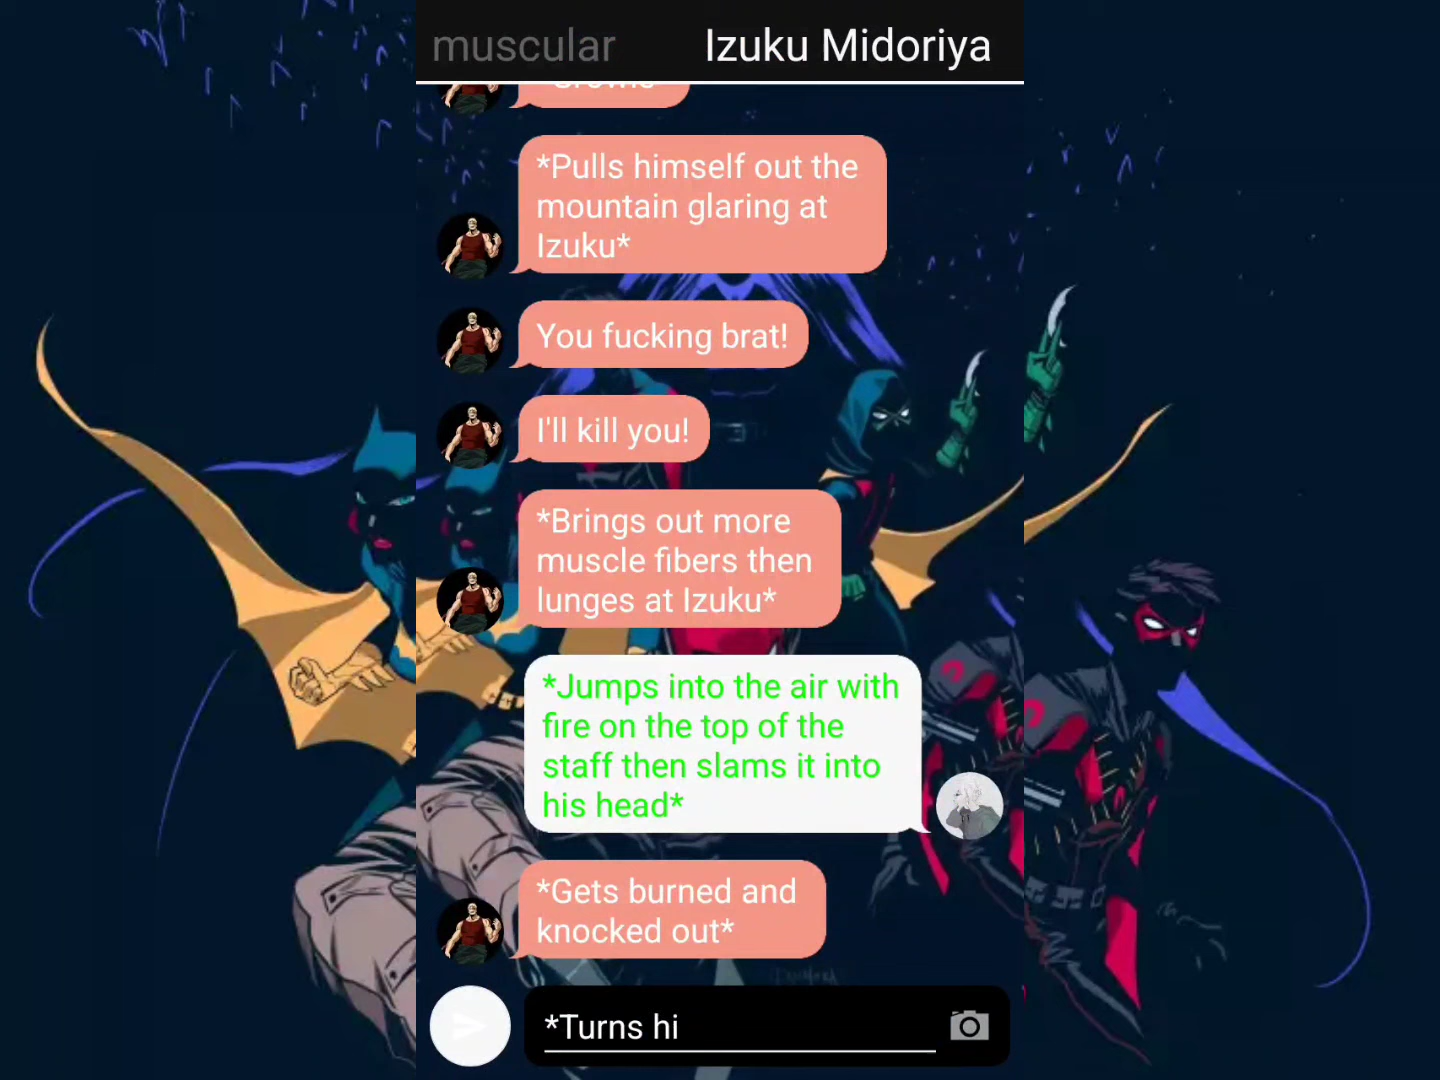 muscular Izuku Midoriya
*Pulls himself out the
mountain glaring at
Izuku*
You fucking brat!
I'll kill you!
*Brings out more
muscle fibers then
lunges at Izuku*
*Jumps into the air with
fire on the top of the
staff then slams it into
his head*
*Gets burned and
knocked out*
*Turns hi